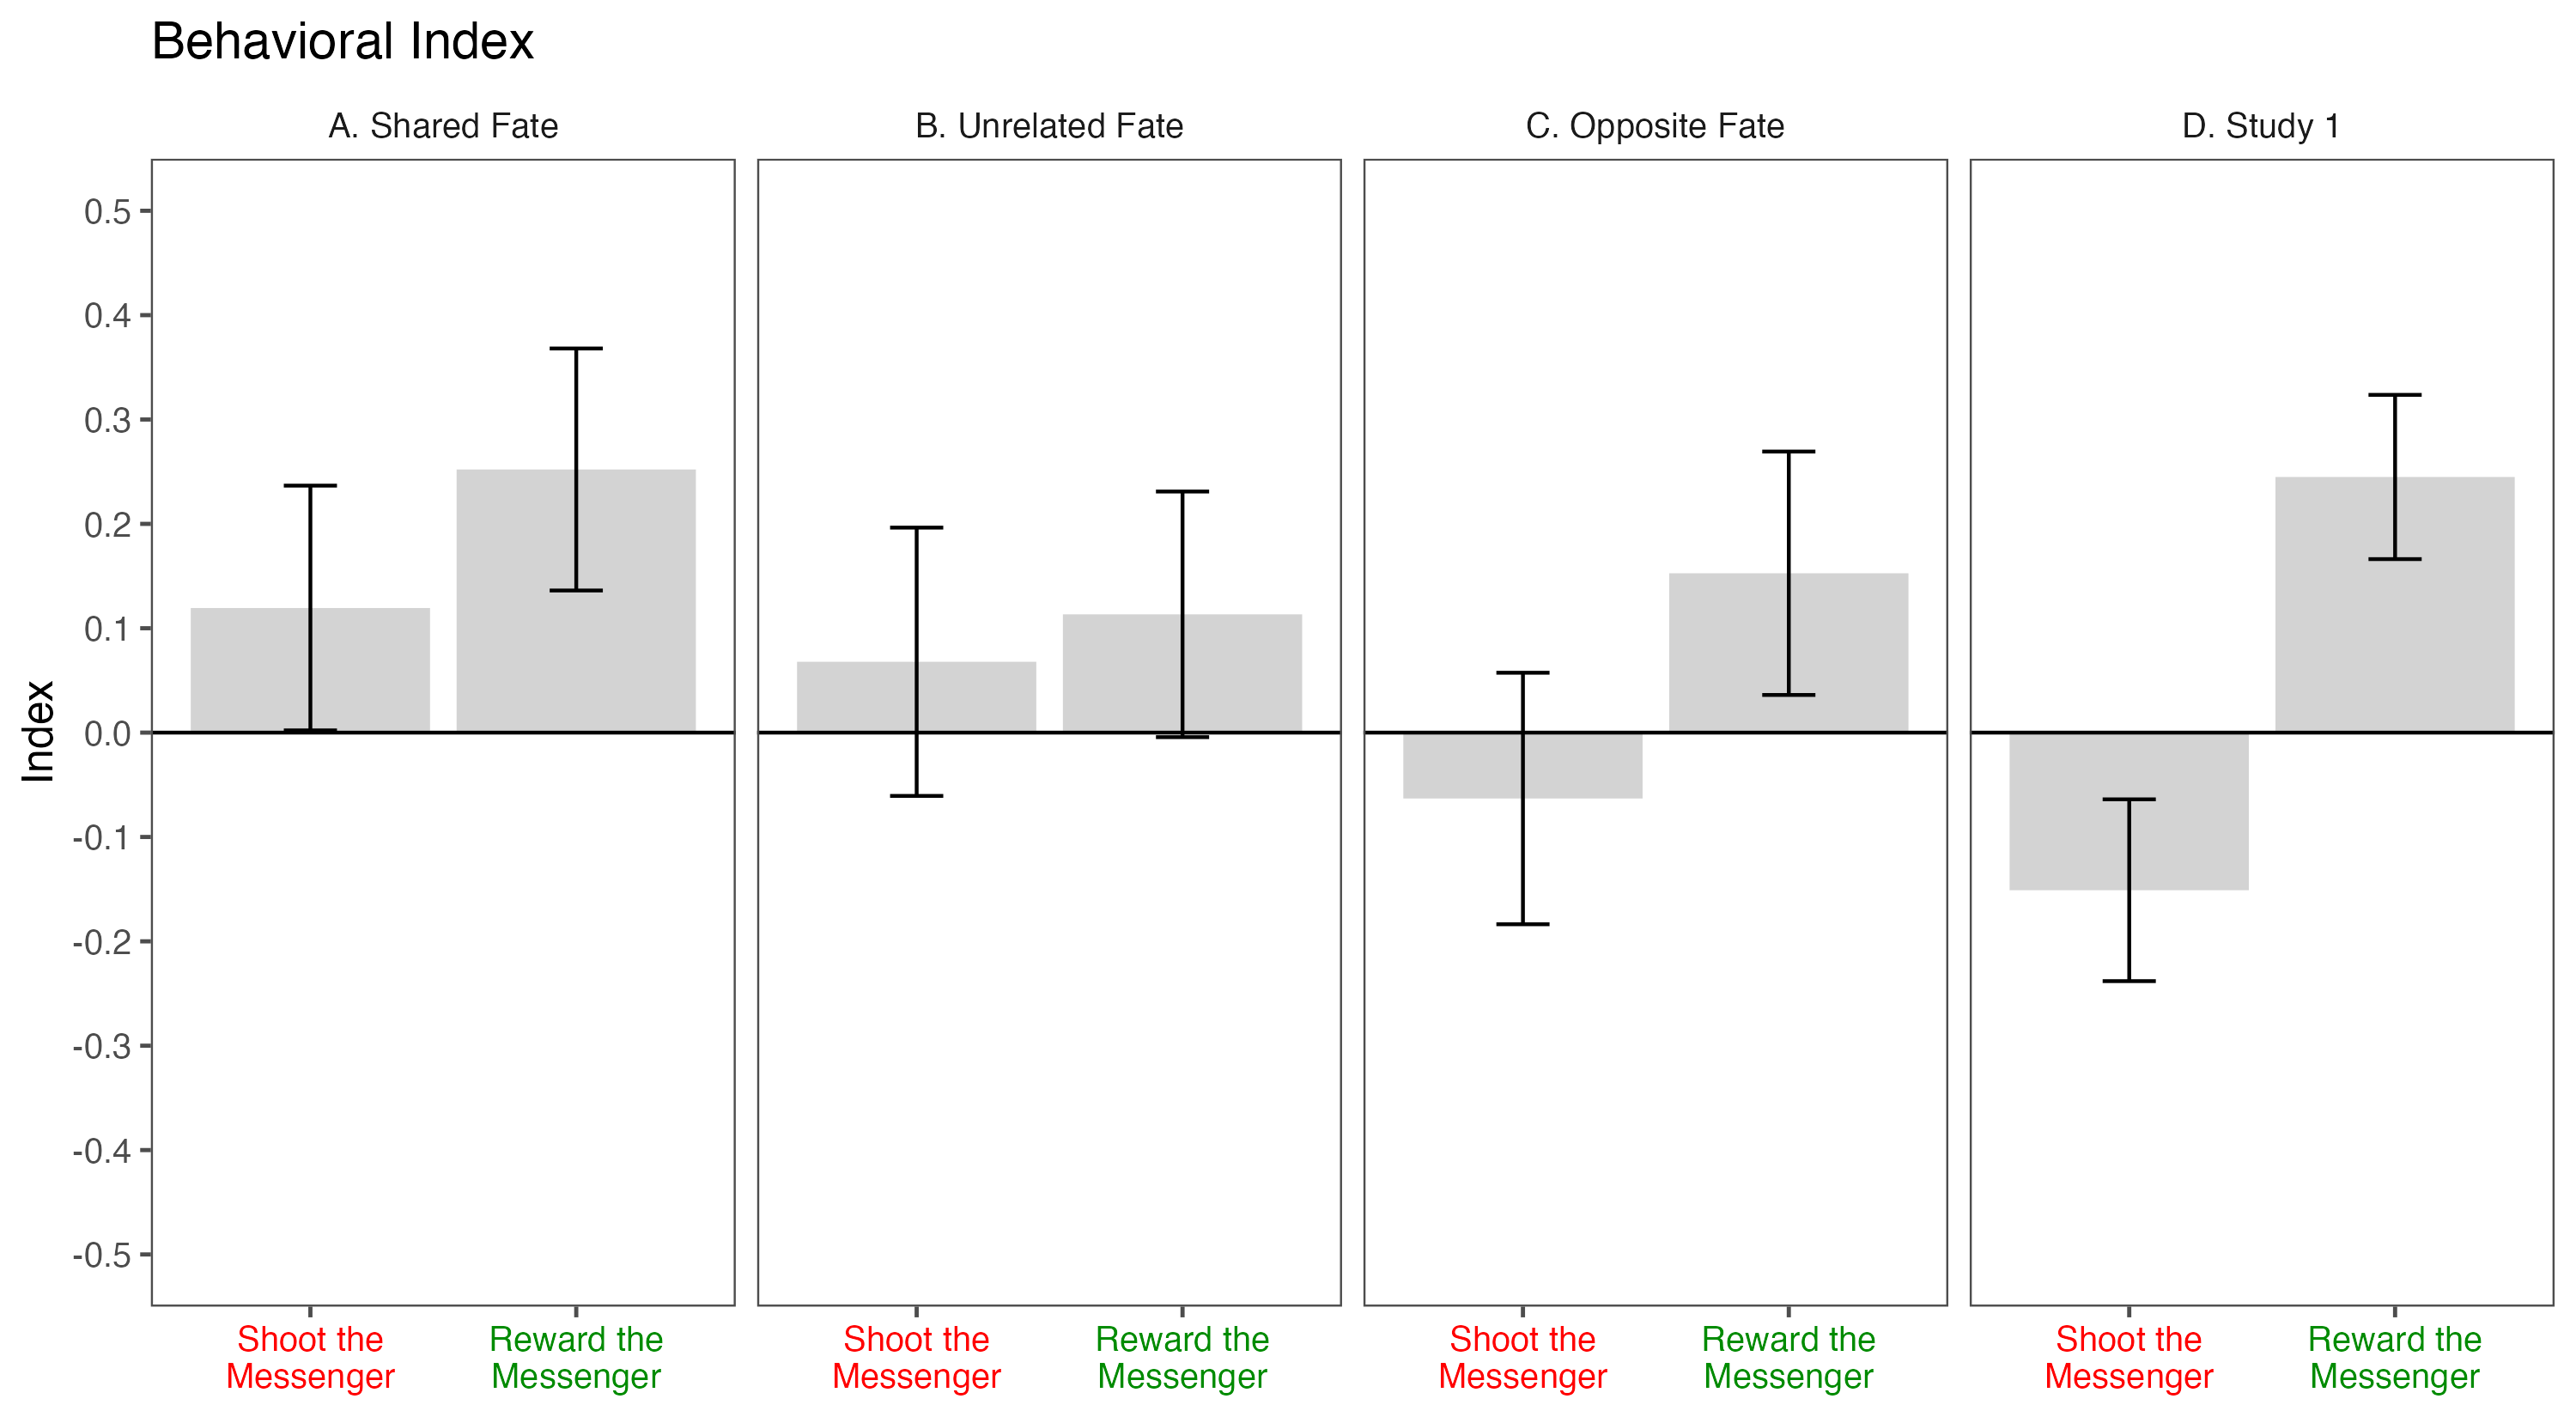 Behavioral Index
A. Shared Fate
B. Unrelated Fate
C. Opposite Fate
D. Study 1
Index
0.5
0.4
0.3
0.2
0.1
0.0
-0.1
-0.2
-0.3
-0.4
-0.5
Shoot the
Messenger
Reward the
Messenger
Shoot the
Messenger
Reward the
Messenger
Shoot the
Messenger
Reward the
Messenger
Shoot the
Messenger
Reward the
Messenger